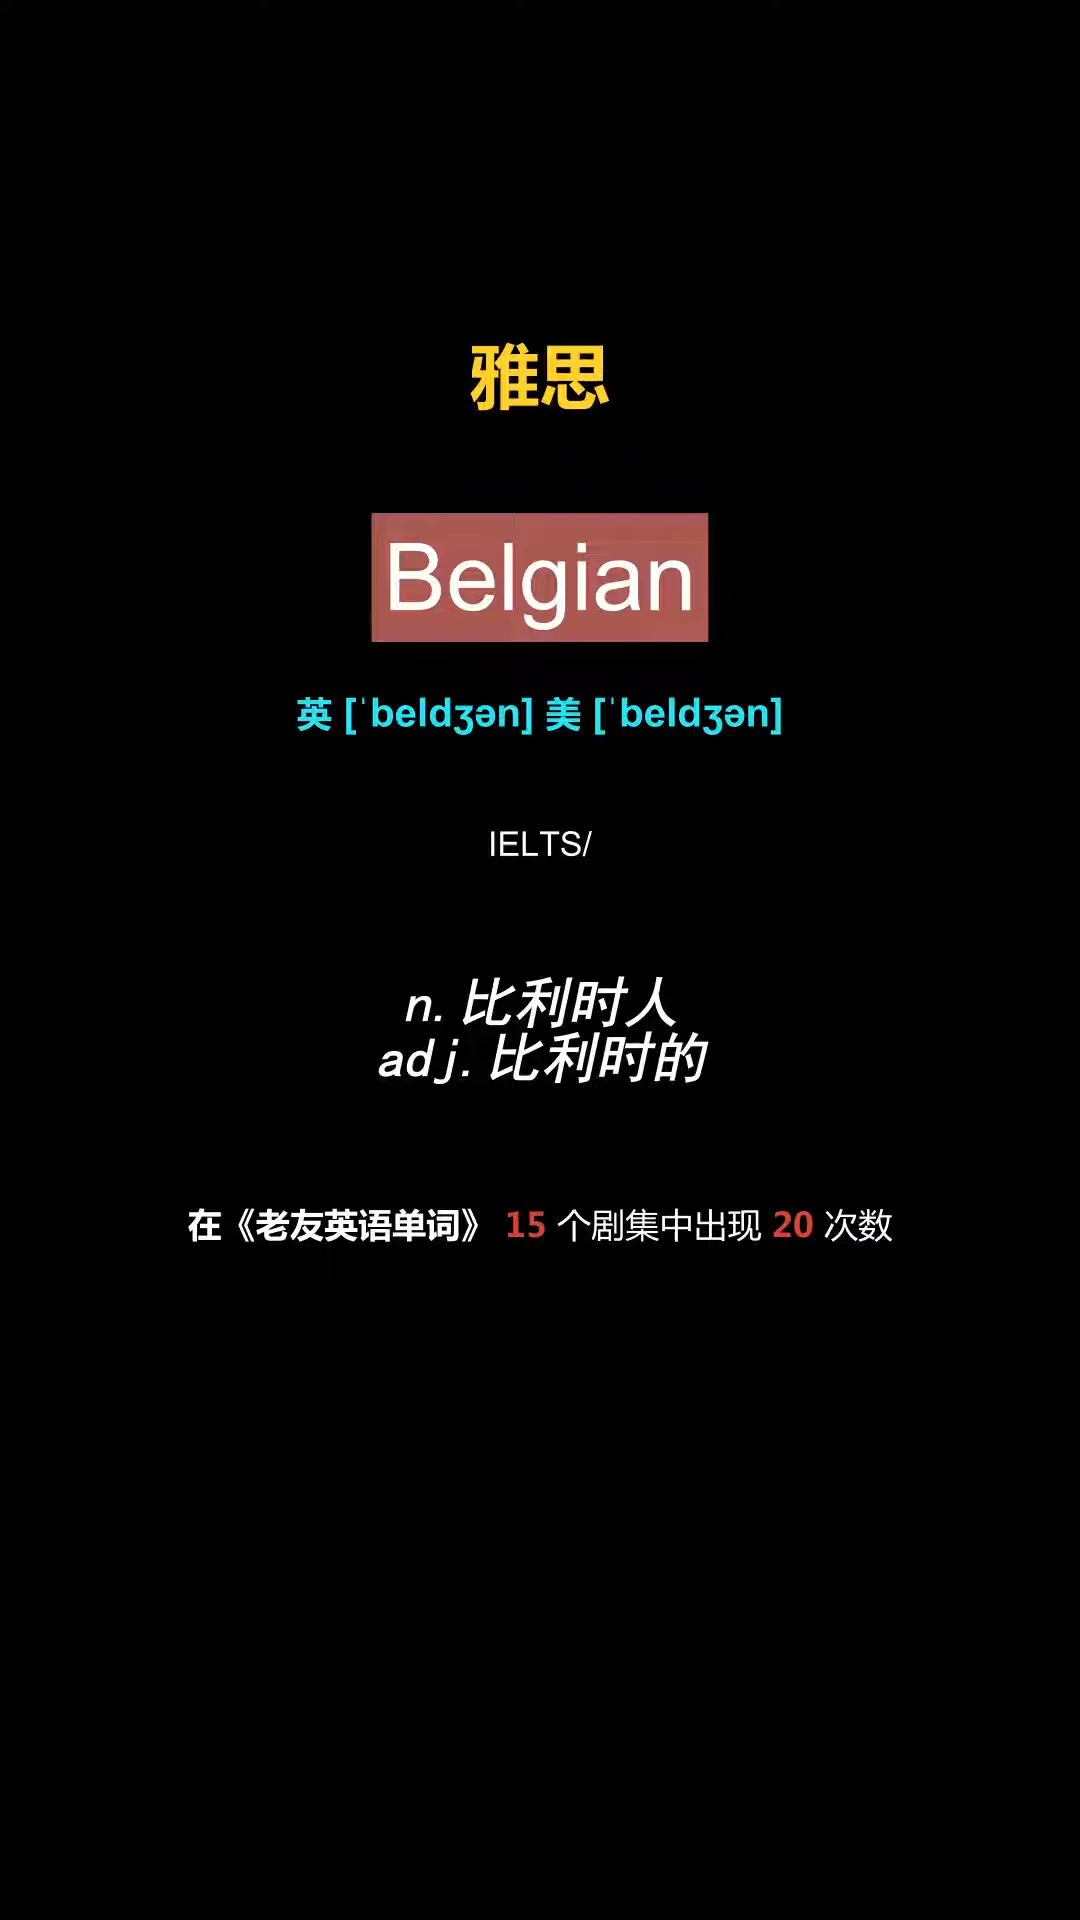 雅思
Belgian
英 [ˈbeldʒən] 美 [ˈbeldʒən]
IELTS/
n. 比利时人
adj. 比利时的
在《老友英语单词》 15 个剧集中出现 20 次数